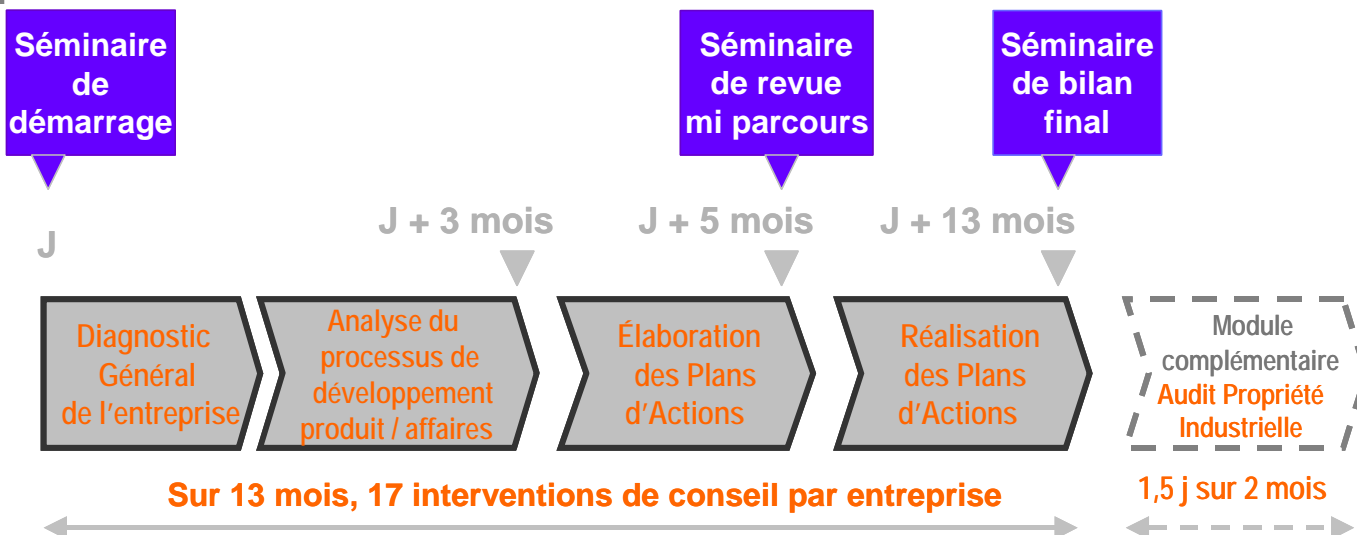 Séminaire
de
démarrage
Séminaire
de revue
mi parcours
Séminaire
de bilan
final
J
J + 3 mois
J + 5 mois
J + 13 mois
Diagnostic
Général
de l'entreprise
Analyse du
processus de
développement
produit / affaires
Élaboration
des Plans
d'Actions
Réalisation
des Plans
d'Actions
Module
complémentaire
Audit Propriété
Industrielle
Sur 13 mois, 17 interventions de conseil par entreprise
1,5 j sur 2 mois